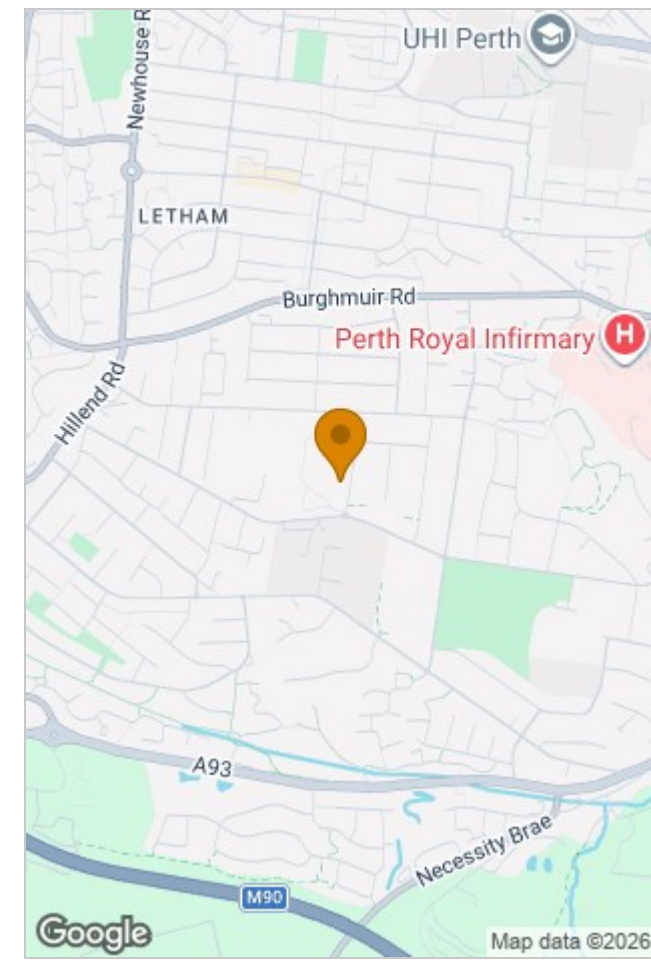 UHI Perth
Newhouse R
LETHAM
Burghmuir Rd
Perth Royal Infirmary
H
Hillend Rd
A93
Necessity Brae
M90
Google
Map data ©2026